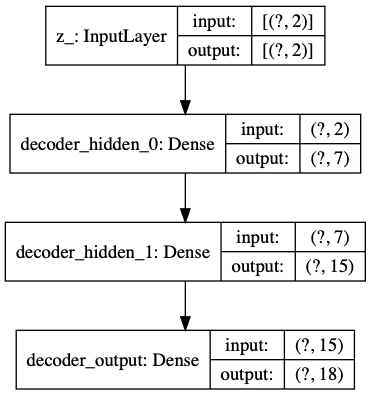 z_: InputLayer
input: [(?, 2)]
output: [(?, 2)]
decoder_hidden_0: Dense
input: (?, 2)
output: (?, 7)
decoder_hidden_1: Dense
input: (?, 7)
output: (?, 15)
decoder_output: Dense
input: (?, 15)
output: (?, 18)